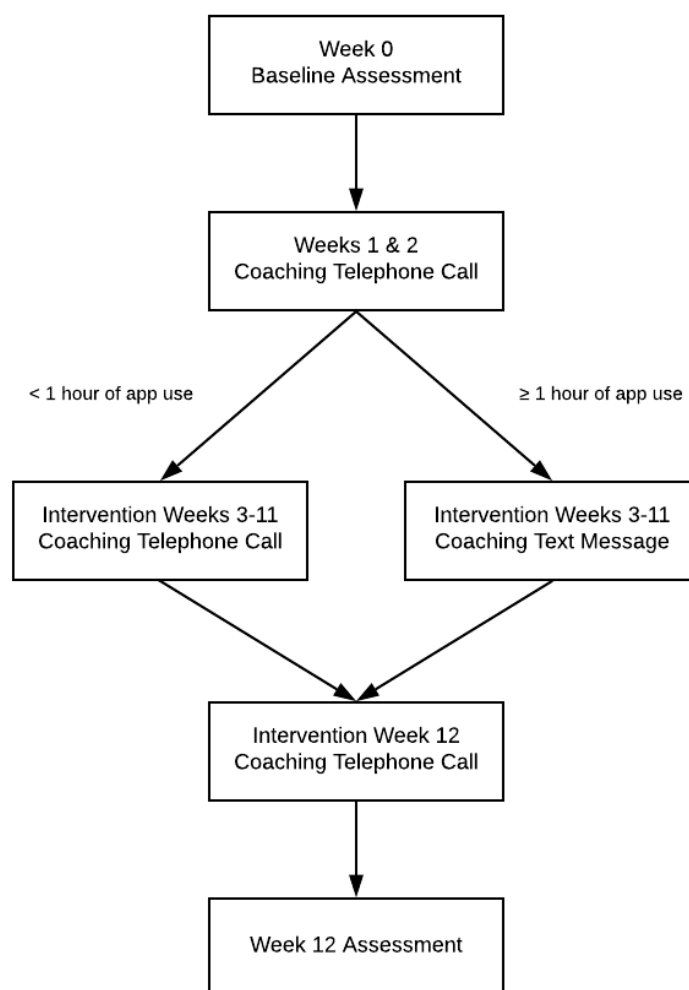 Week 0
Baseline Assessment
Weeks 1 & 2
Coaching Telephone Call
< 1 hour of app use
≥ 1 hour of app use
Intervention Weeks 3-11
Coaching Telephone Call
Intervention Weeks 3-11
Coaching Text Message
Intervention Week 12
Coaching Telephone Call
Week 12 Assessment